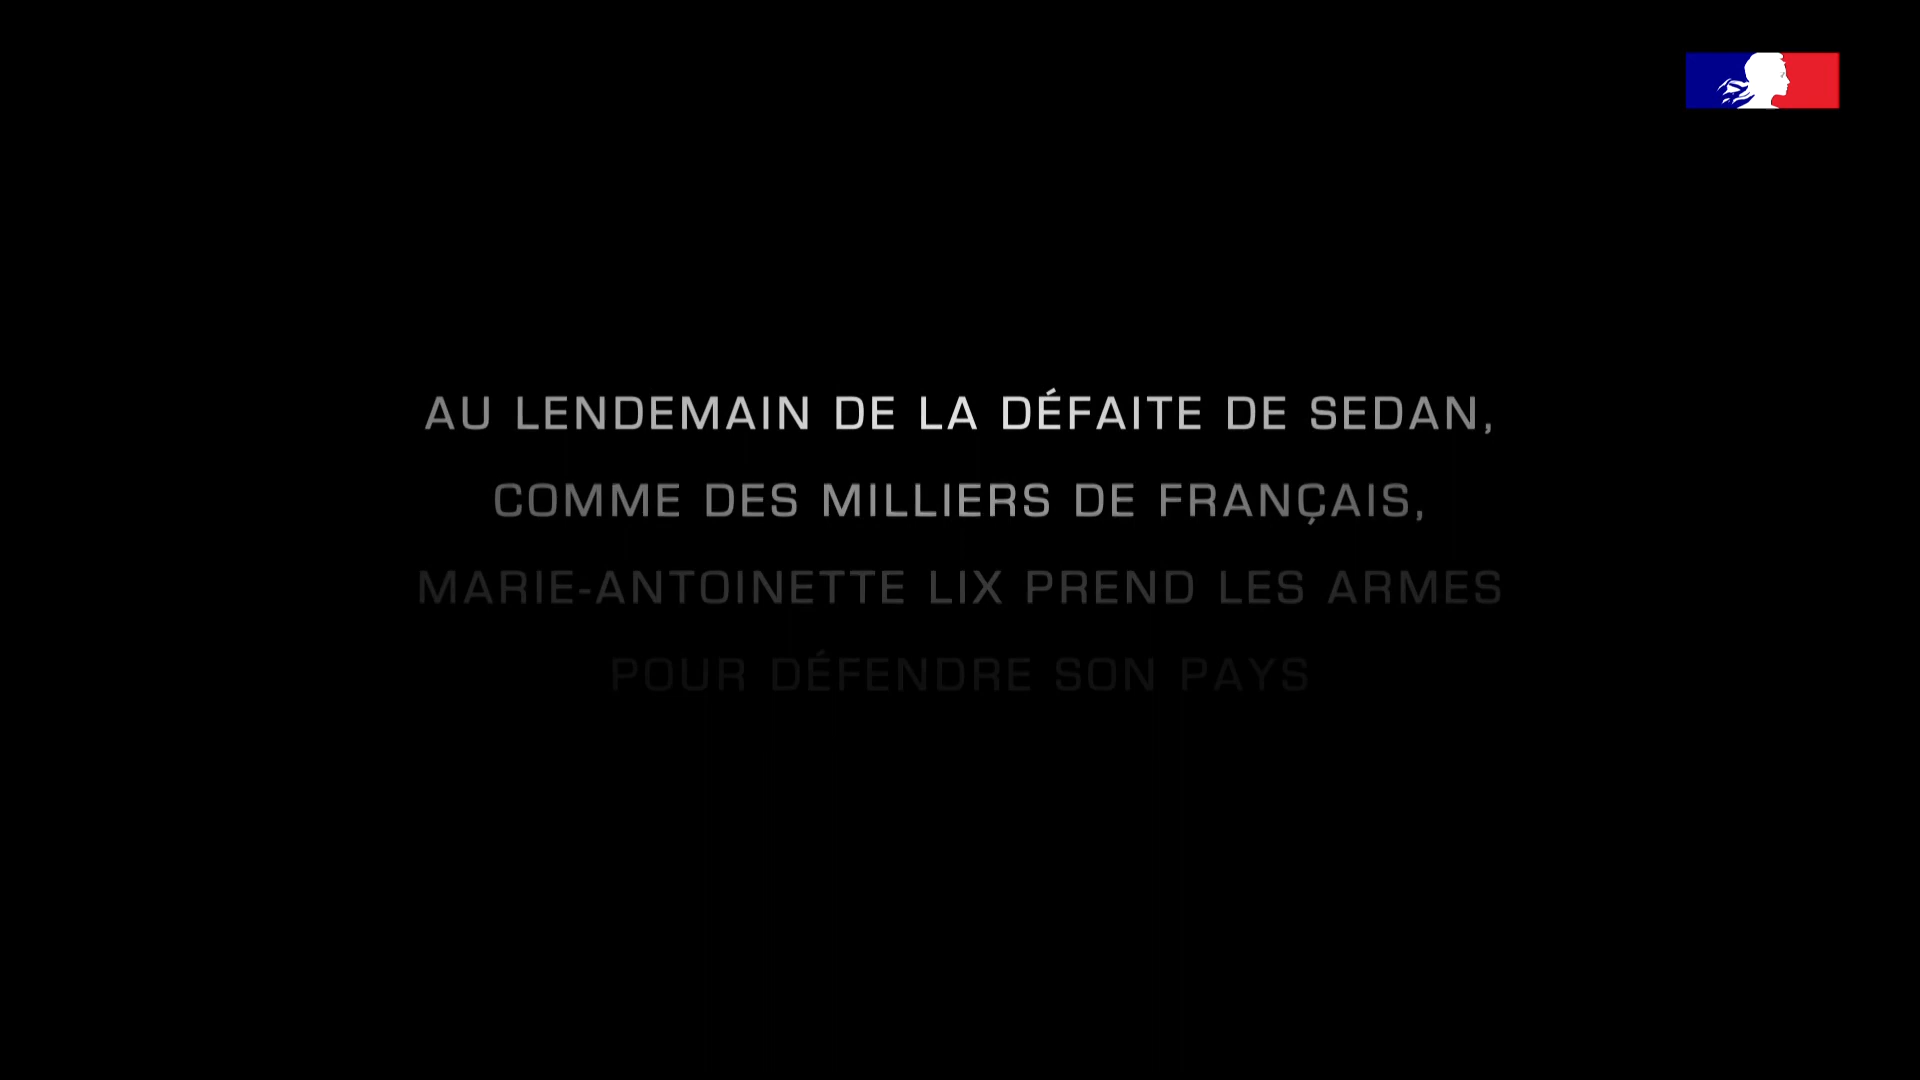 AU LENDEMAIN DE LA DÉFAITE DE SEDAN,
COMME DES MILLIERS DE FRANÇAIS,
MARIE-ANTOINETTE LIX PREND LES ARMES
POUR DÉFENDRE SON PAYS